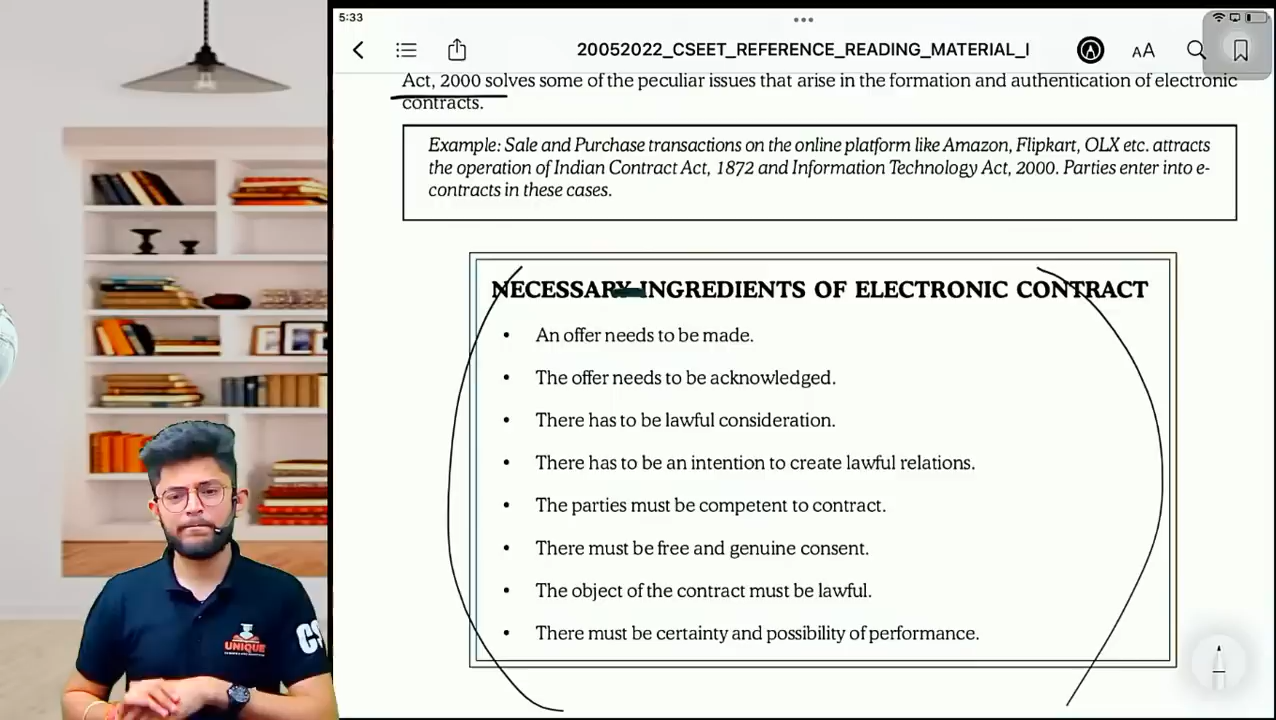 5:33
20052022_CSEET_REFERENCE_READING_MATERIAL_I
AA
Act, 2000 solves some of the peculiar issues that arise in the formation and authentication of electronic
contracts.
Example: Sale and Purchase transactions on the online platform like Amazon, Flipkart, OLX etc. attracts
the operation of Indian Contract Act, 1872 and Information Technology Act, 2000. Parties enter into e-
contracts in these cases.
NECESSARY INGREDIENTS OF ELECTRONIC CONTRACT
• An offer needs to be made.
• The offer needs to be acknowledged.
• There has to be lawful consideration.
• There has to be an intention to create lawful relations.
• The parties must be competent to contract.
• There must be free and genuine consent.
• The object of the contract must be lawful.
• There must be certainty and possibility of performance.
UNIQUE
CS